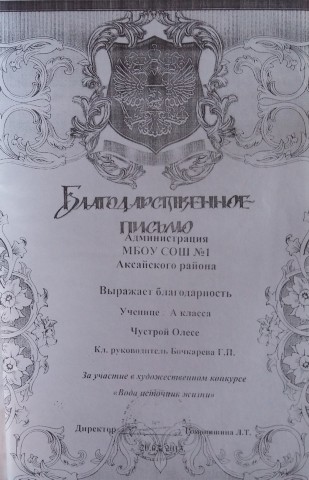 Благодарственное
письмо
Администрация
МБОУ СОШ №1
Аксайского района
Выражает благодарность
Ученице А класса
Чустрой Олесе
Кл. руководитель Бочкарева Г.П.
За участие в художественном конкурсе
«Вода источник жизни»
Директор Л.Т.